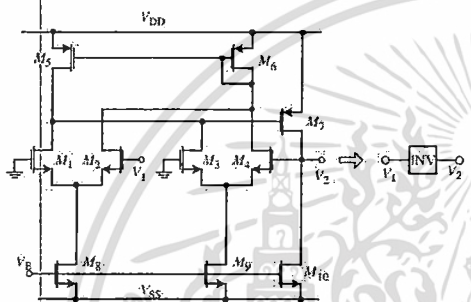 V_DD
M_5
M_6
M_7
M_1
M_2
V_1
M_3
M_4
V_2
V_1
INV
V_2
V_B
M_8
M_9
M_10
V_SS